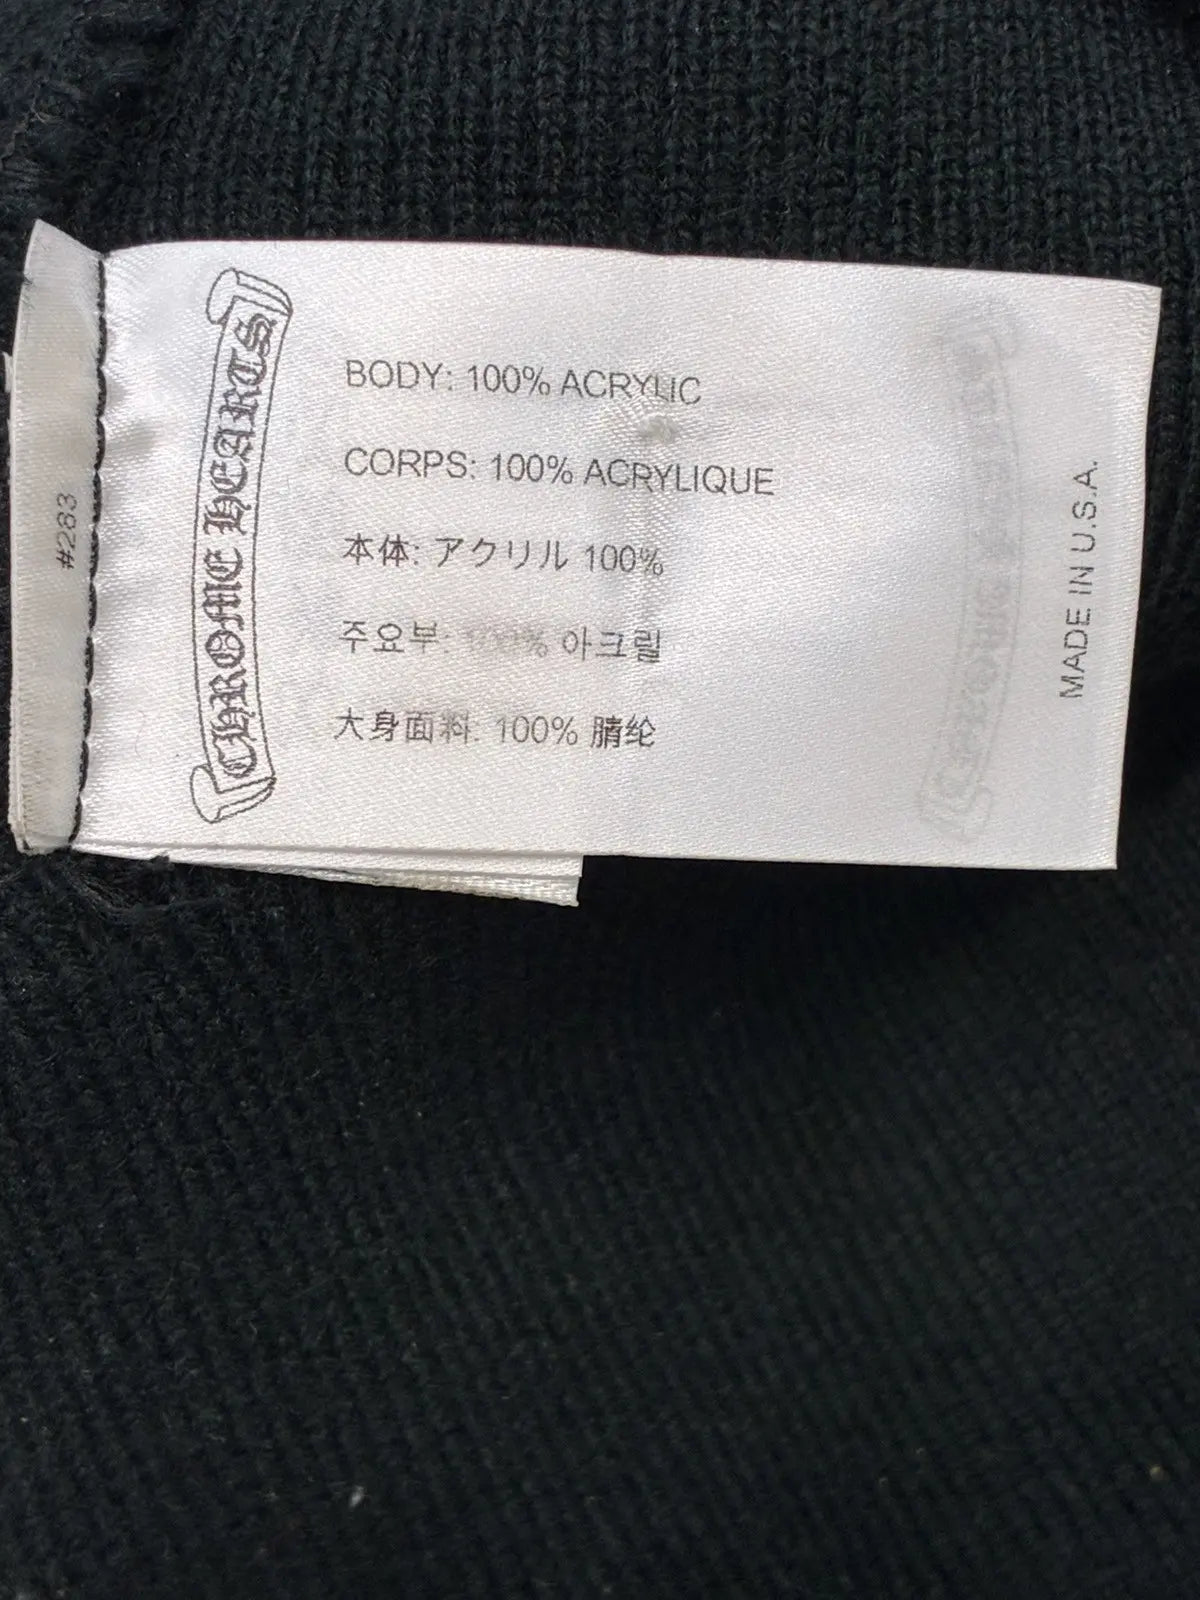 CHROME HEARTS
BODY: 100% ACRYLIC
CORPS: 100% ACRYLIQUE
本体: アクリル 100%
주요부: 100% 아크릴
大身面料: 100% 腈纶
MADE IN U.S.A.
#283